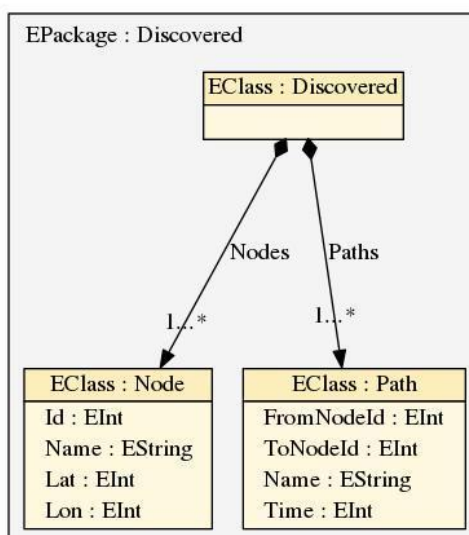 EPackage : Discovered
EClass : Discovered
Nodes
Paths
1...*
1...*
EClass : Node
Id : EInt
Name : EString
Lat : EInt
Lon : EInt
EClass : Path
FromNodeId : EInt
ToNodeId : EInt
Name : EString
Time : EInt